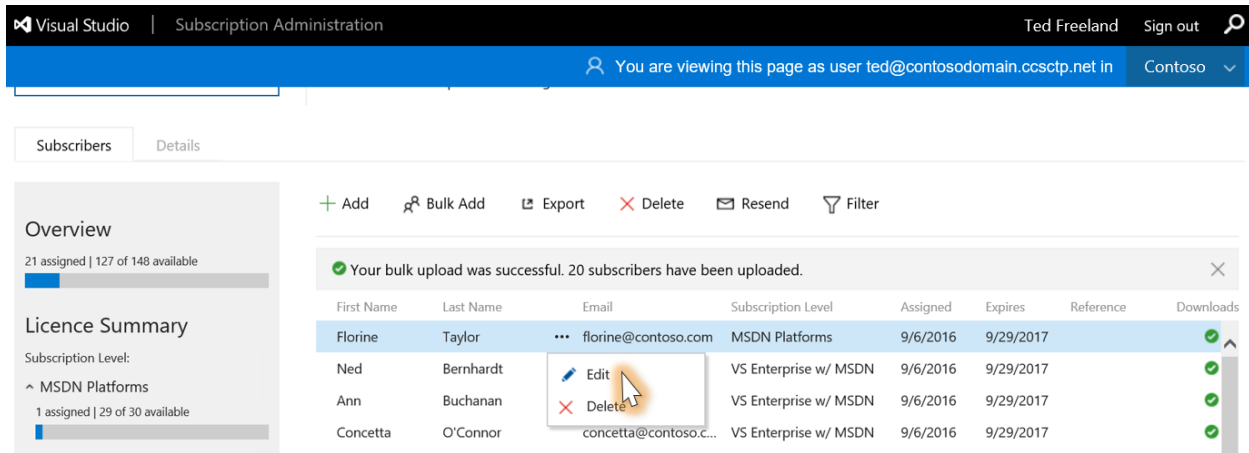 Visual Studio | Subscription Administration Ted Freeland Sign out
You are viewing this page as user ted@contosodomain.ccsctp.net in Contoso
Subscribers Details
+ Add Bulk Add Export Delete Resend Filter
Overview
21 assigned | 127 of 148 available
Your bulk upload was successful. 20 subscribers have been uploaded.
First Name Last Name Email Subscription Level Assigned Expires Reference Downloads
Licence Summary
Florine Taylor ••• florine@contoso.com MSDN Platforms 9/6/2016 9/29/2017
Subscription Level:
Ned Bernhardt Edit VS Enterprise w/ MSDN 9/6/2016 9/29/2017
MSDN Platforms
Ann Buchanan Delete VS Enterprise w/ MSDN 9/6/2016 9/29/2017
1 assigned | 29 of 30 available
Concetta O'Connor concetta@contoso.c... VS Enterprise w/ MSDN 9/6/2016 9/29/2017